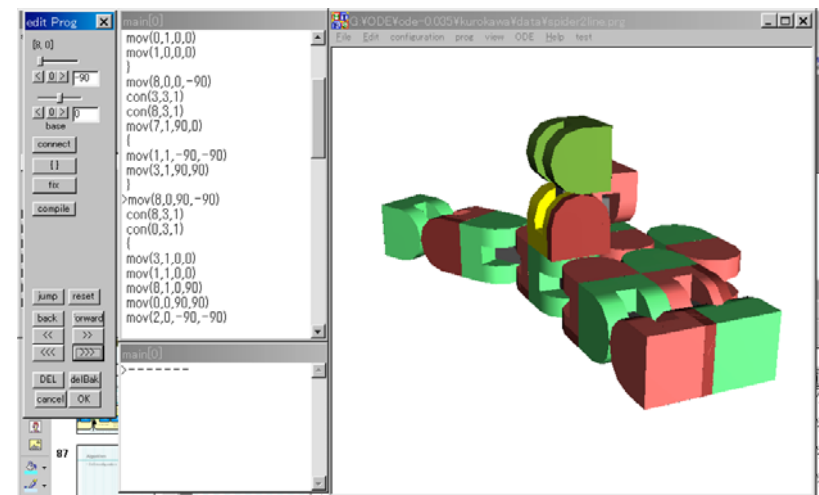 edit Prog
[8, 0]
< 0 > -90
< 0 > 0
base
connect
{ }
fix
compile
jump reset
back forward
<< >>
<<< >>>
DEL delBak
cancel OK
87
main[0]
mov(0,1,0,0)
mov(1,0,0,0)
}
mov(8,0,0,-90)
con(3,3,1)
con(8,3,1)
mov(7,1,90,0)
{
mov(1,1,-90,-90)
mov(3,1,90,90)
}
>mov(8,0,90,-90)
con(8,3,1)
con(0,3,1)
{
mov(3,1,0,0)
mov(1,1,0,0)
mov(8,1,0,90)
mov(0,0,90,90)
mov(2,0,-90,-90)
main[0]
>-------
Q:¥ODE¥ode-0.005¥kurokawa¥data¥spider2line.prg
File Edit configuration prog view ODE Help test